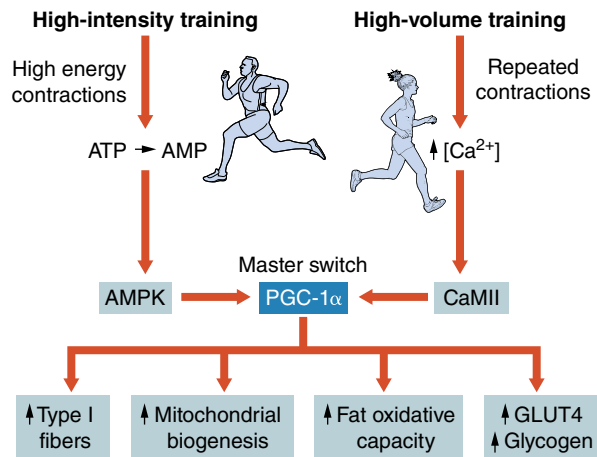 High-intensity training
High-volume training
High energy
contractions
Repeated
contractions
ATP → AMP
↑ [Ca²⁺]
Master switch
AMPK
PGC-1α
CaMII
↑ Type I
fibers
↑ Mitochondrial
biogenesis
↑ Fat oxidative
capacity
↑ GLUT4
↑ Glycogen